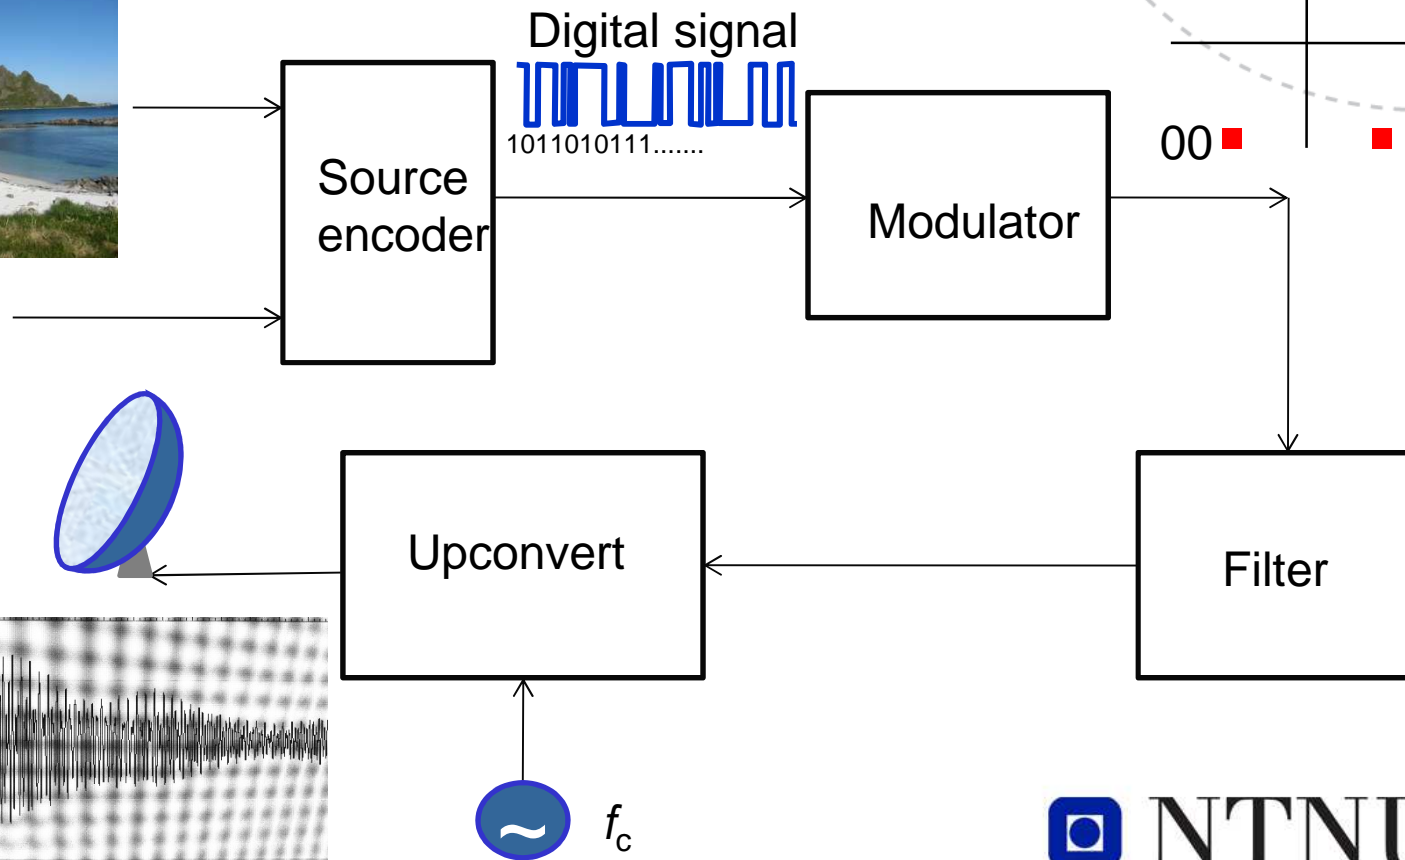 Digital signal
1011010111.......
00
Source
encoder
Modulator
Upconvert
Filter
~
fc
NTNU